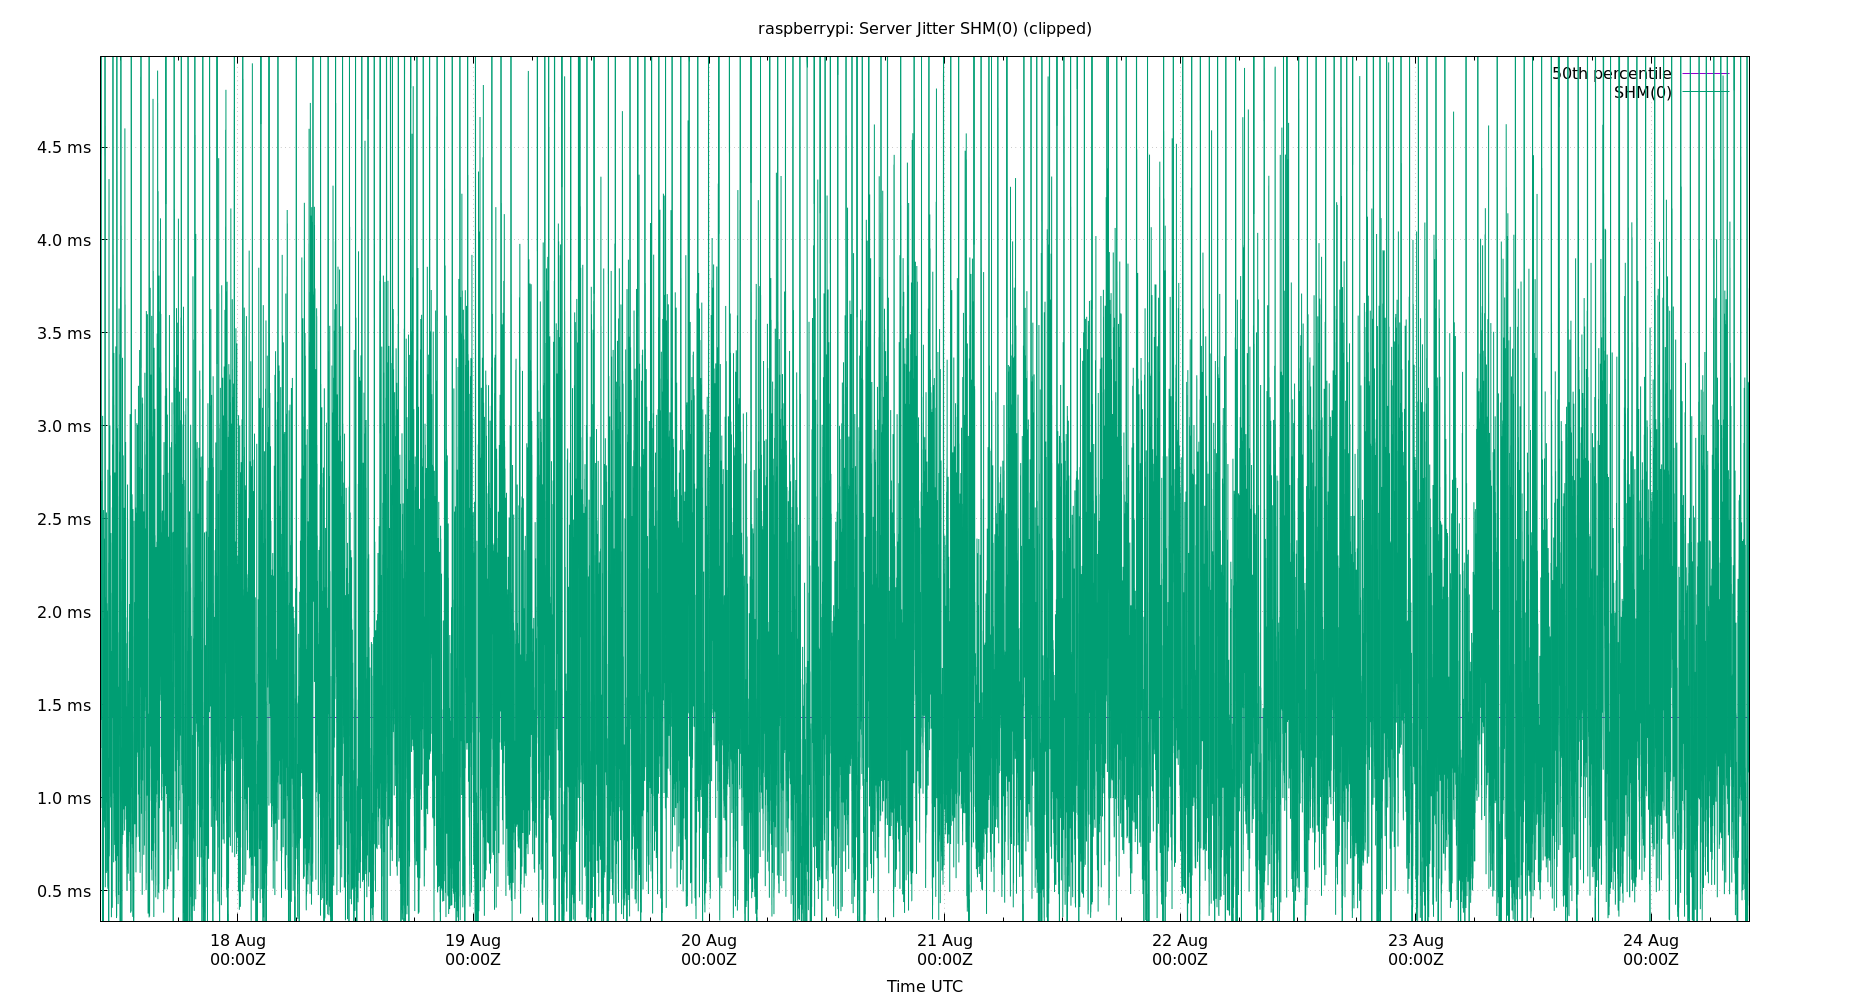 raspberrypi: Server Jitter SHM(0) (clipped)
50th percentile
SHM(0)
4.5 ms
4.0 ms
3.5 ms
3.0 ms
2.5 ms
2.0 ms
1.5 ms
1.0 ms
0.5 ms
18 Aug 19 Aug 20 Aug 21 Aug 22 Aug 23 Aug 24 Aug
00:00Z 00:00Z 00:00Z 00:00Z 00:00Z 00:00Z 00:00Z
Time UTC